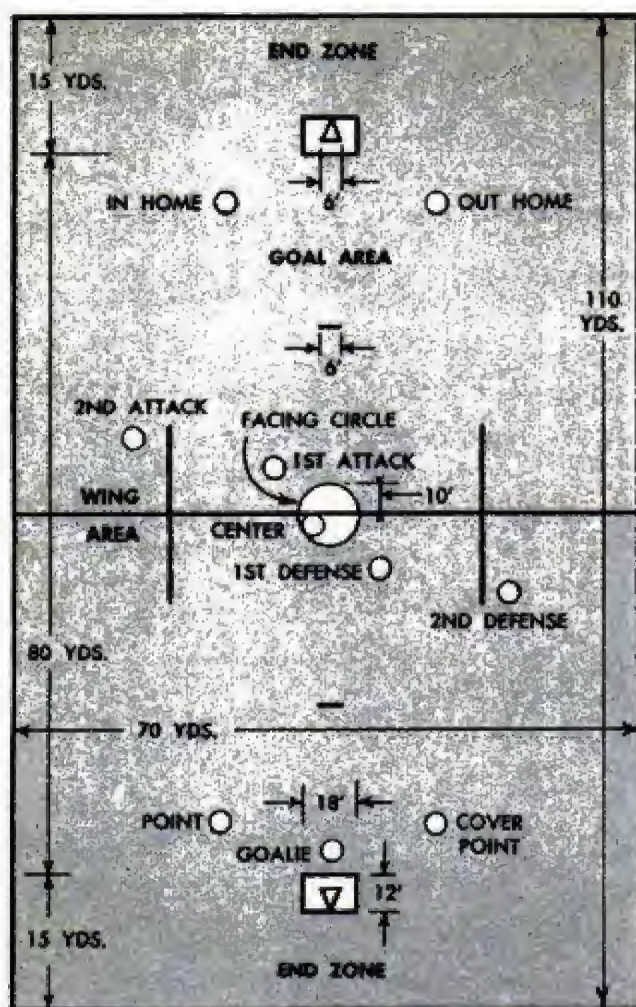 END ZONE
15 YDS.
6'
IN HOME
OUT HOME
GOAL AREA
110
YDS.
6'
2ND ATTACK
FACING CIRCLE
1ST ATTACK
WING
10'
AREA
CENTER
1ST DEFENSE
2ND DEFENSE
80 YDS.
70 YDS.
18'
POINT
COVER
POINT
GOALIE
12'
15 YDS.
END ZONE